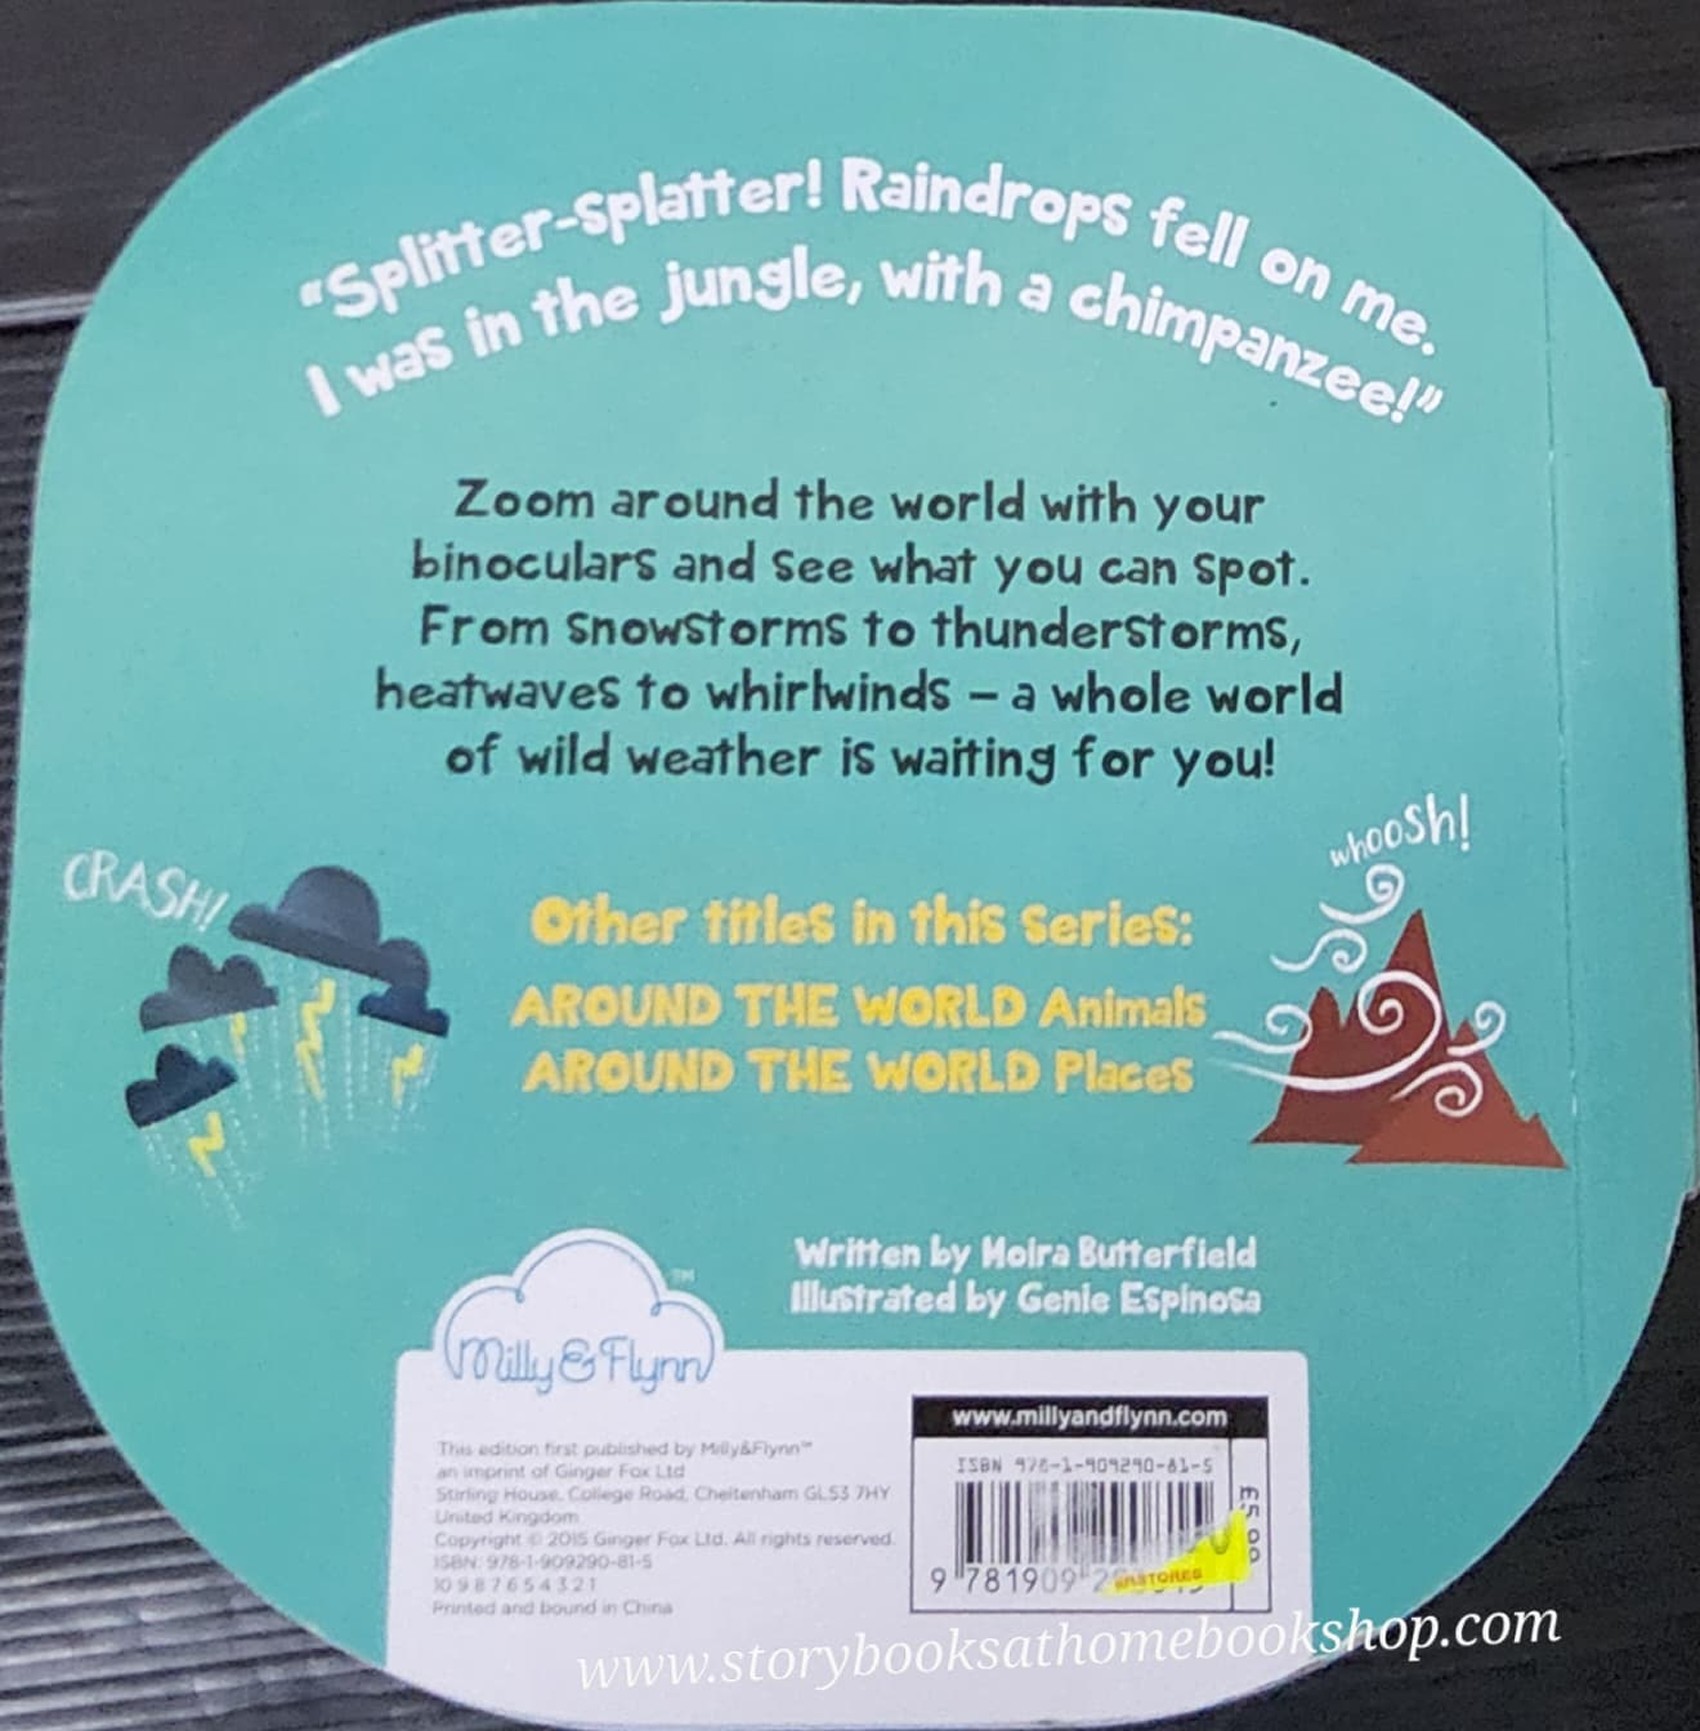 “Splitter-splatter! Raindrops fell on me.
I was in the jungle, with a chimpanzee!”
Zoom around the world with your
binoculars and see what you can spot.
From snowstorms to thunderstorms,
heatwaves to whirlwinds – a whole world
of wild weather is waiting for you!
CRASH!
whoosh!
Other titles in this series:
AROUND THE WORLD Animals
AROUND THE WORLD Places
Written by Moira Butterfield
Illustrated by Genie Espinosa
Milly&Flynn™
This edition first published by Milly&Flynn™
an imprint of Ginger Fox Ltd
Stirling House, College Road, Cheltenham GL53 7HY
United Kingdom
Copyright © 2015 Ginger Fox Ltd. All rights reserved.
ISBN: 978-1-909290-81-5
10 9 8 7 6 5 4 3 2 1
Printed and bound in China
www.millyandflynn.com
ISBN 978-1-909290-81-5
£5.00
9 781909 2
www.storybooksathomebookshop.com